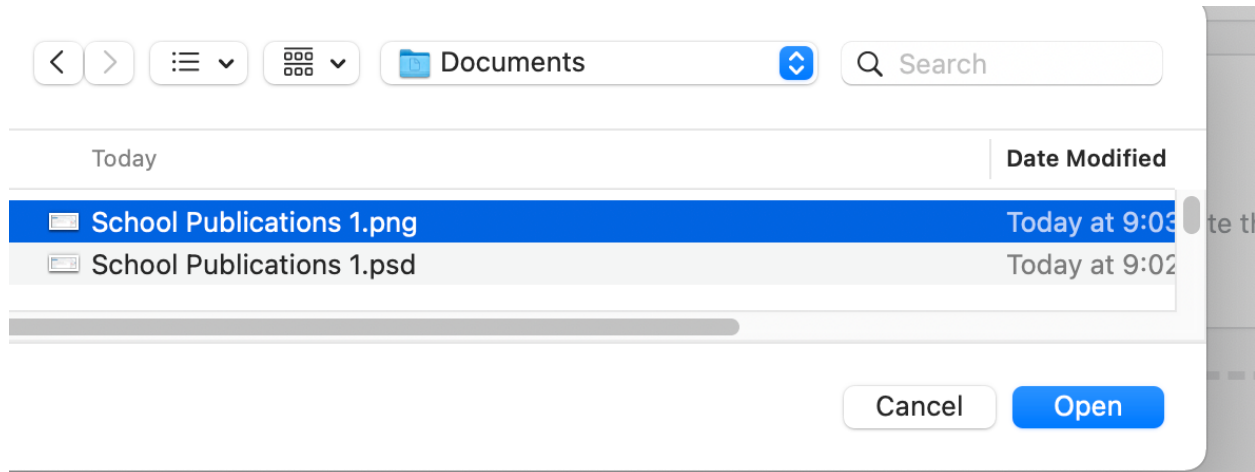 Documents
Search
Today Date Modified
School Publications 1.png Today at 9:03
School Publications 1.psd Today at 9:02
Cancel Open